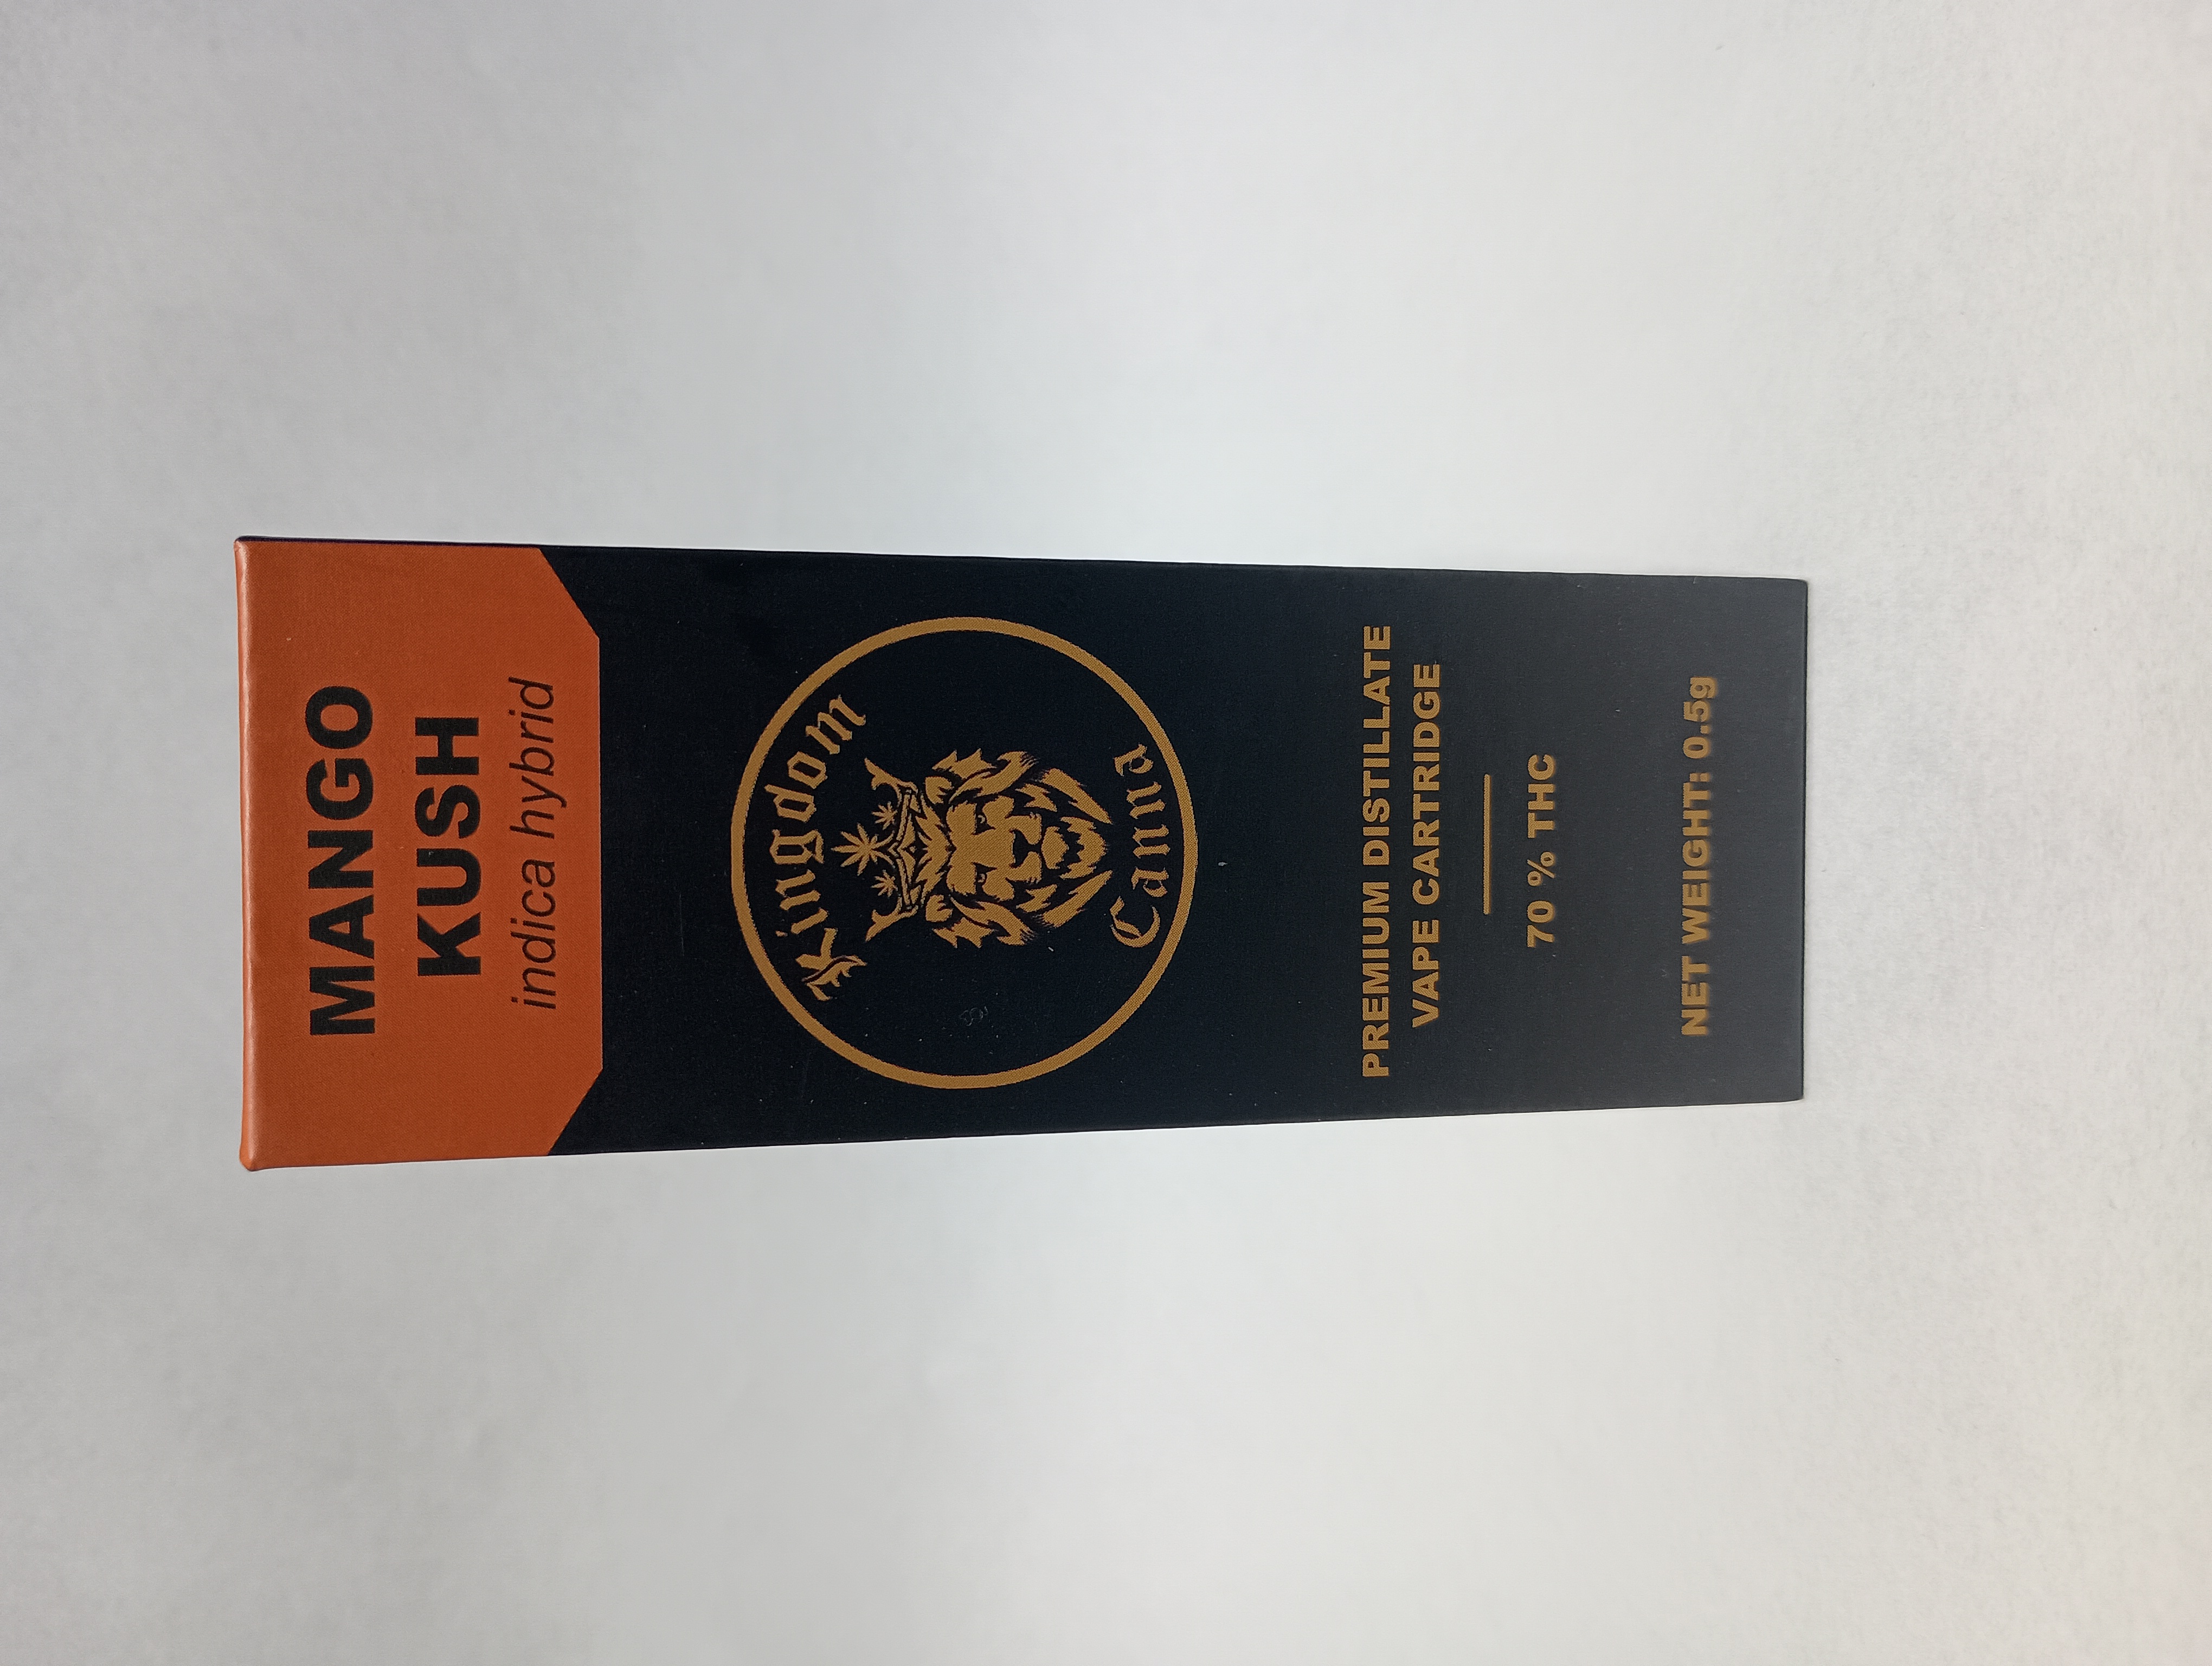 MANGO
KUSH
indica hybrid
Kingdom
Canna
PREMIUM DISTILLATE
VAPE CARTRIDGE
70 % THC
NET WEIGHT: 0.5g